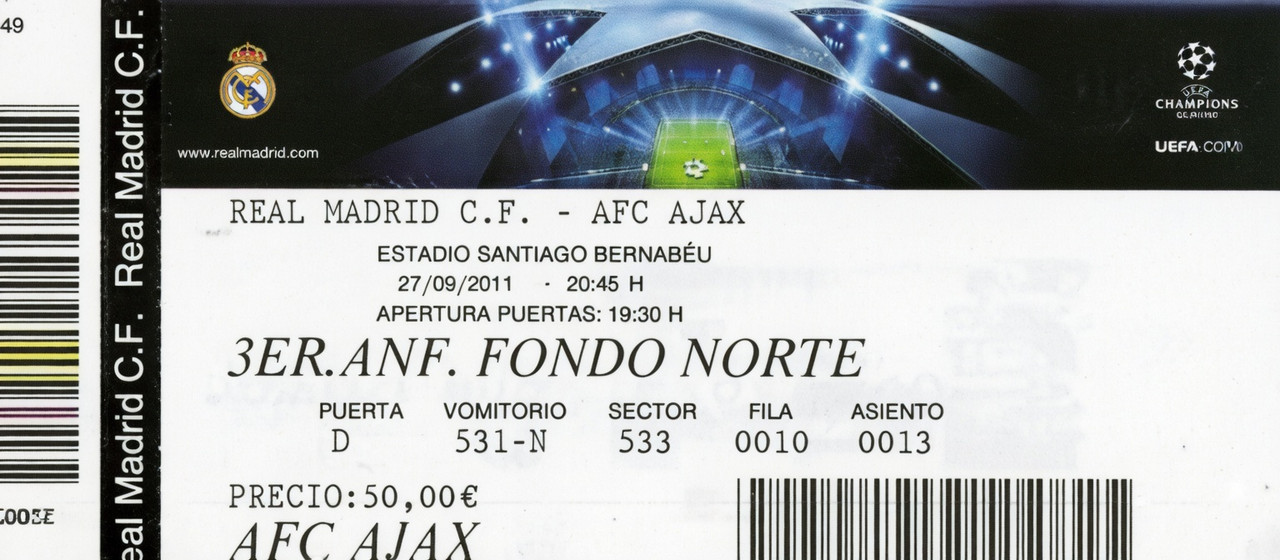 49
Real Madrid C.F. Real Madrid C.F.
www.realmadrid.com
CHAMPIONS
UEFA
REAL MADRID C.F. - AFC AJAX
ESTADIO SANTIAGO BERNABÉU
27/09/2011 - 20:45 H
APERTURA PUERTAS: 19:30 H
3ER.ANF. FONDO NORTE
PUERTA VOMITORIO SECTOR FILA ASIENTO
D 531-N 533 0010 0013
PRECIO:50,00€
AFC AJAX